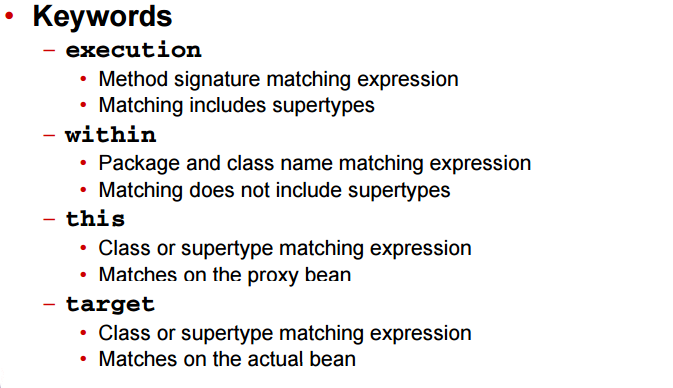 • Keywords
– execution
• Method signature matching expression
• Matching includes supertypes
– within
• Package and class name matching expression
• Matching does not include supertypes
– this
• Class or supertype matching expression
• Matches on the proxy bean
– target
• Class or supertype matching expression
• Matches on the actual bean